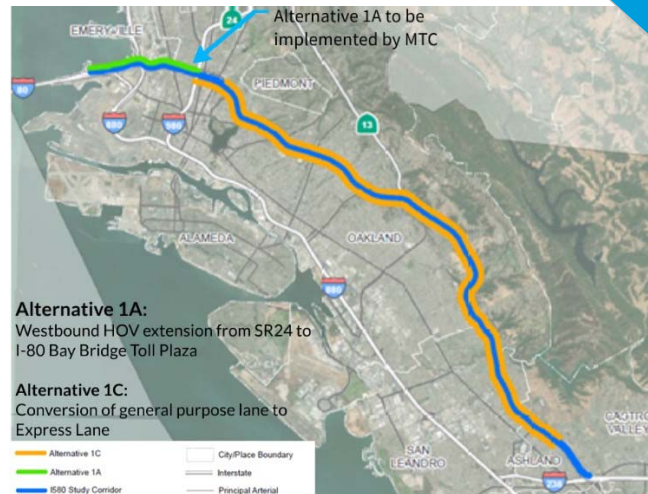 EMERYVILLE
24
Alternative 1A to be
implemented by MTC
PIEDMONT
80
880
980
13
ALAMEDA
OAKLAND
880
Alternative 1A:
Westbound HOV extension from SR24 to
I-80 Bay Bridge Toll Plaza
Alternative 1C:
Conversion of general purpose lane to
Express Lane
CASTRO
VALLEY
SAN
LEANDRO
ASHLAND
238
Alternative 1C
City/Place Boundary
Alternative 1A
Interstate
I580 Study Corridor
Principal Arterial